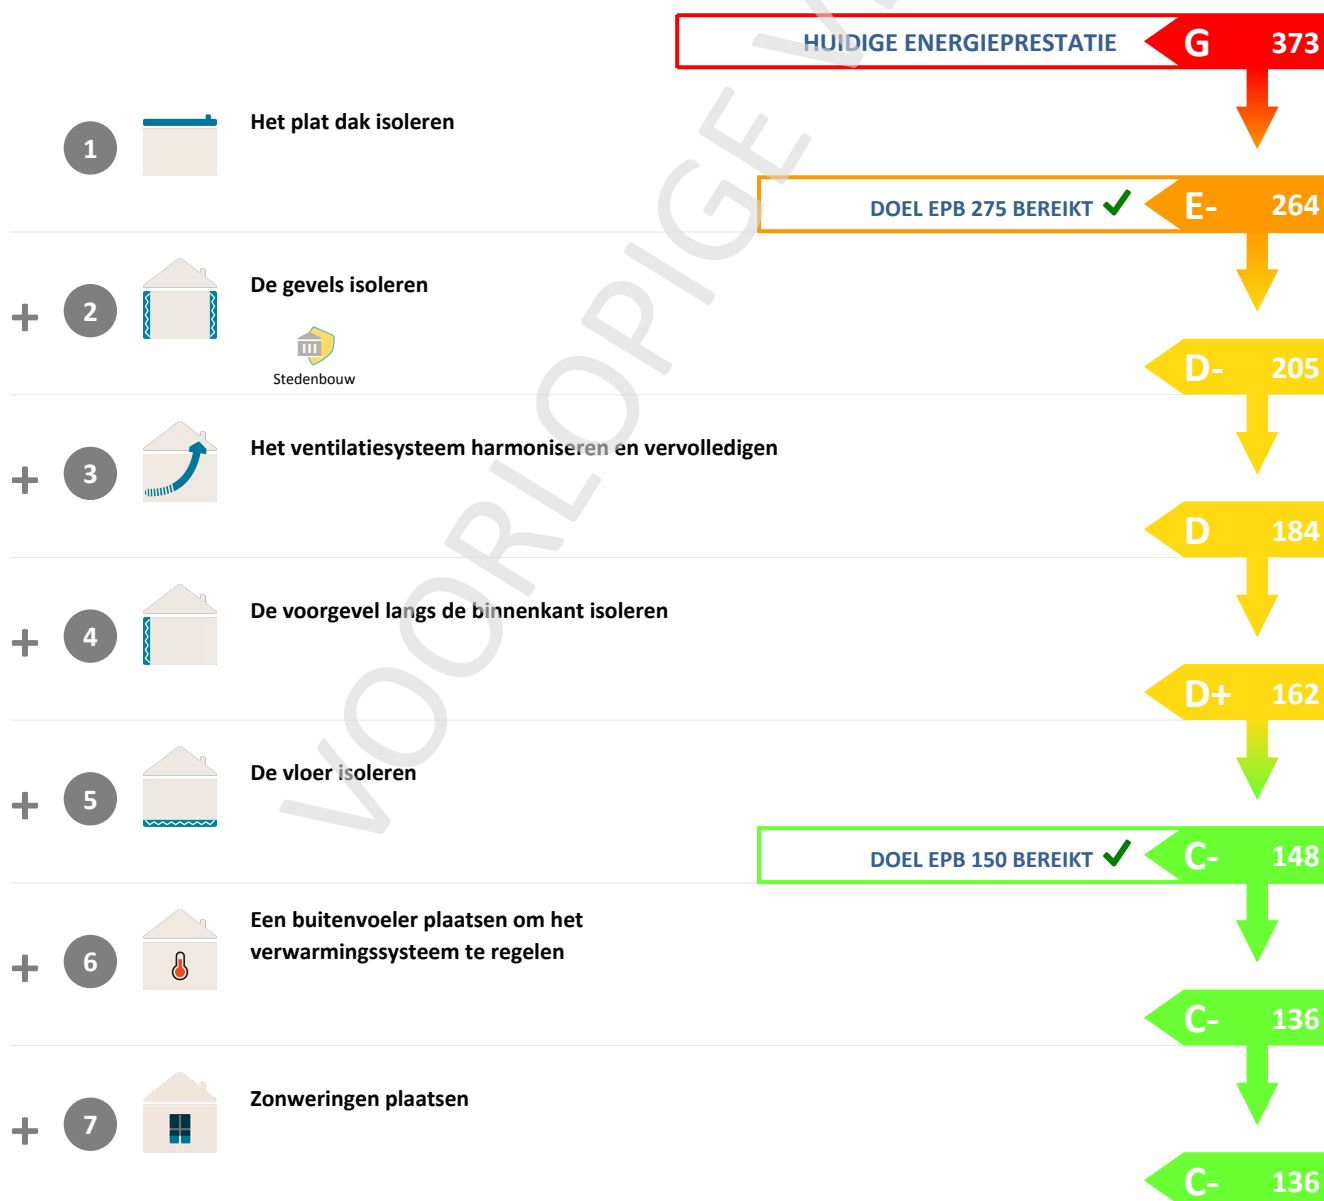 HUIDIGE ENERGIEPRESTATIE G 373
1 Het plat dak isoleren
DOEL EPB 275 BEREIKT E- 264
+ 2 De gevels isoleren
Stedenbouw
D- 205
+ 3 Het ventilatiesysteem harmoniseren en vervolledigen
D 184
+ 4 De voorgevel langs de binnenkant isoleren
D+ 162
+ 5 De vloer isoleren
DOEL EPB 150 BEREIKT C- 148
+ 6 Een buitenvoeler plaatsen om het
verwarmingssysteem te regelen
C- 136
+ 7 Zonweringen plaatsen
C- 136
VOORLOPIGE